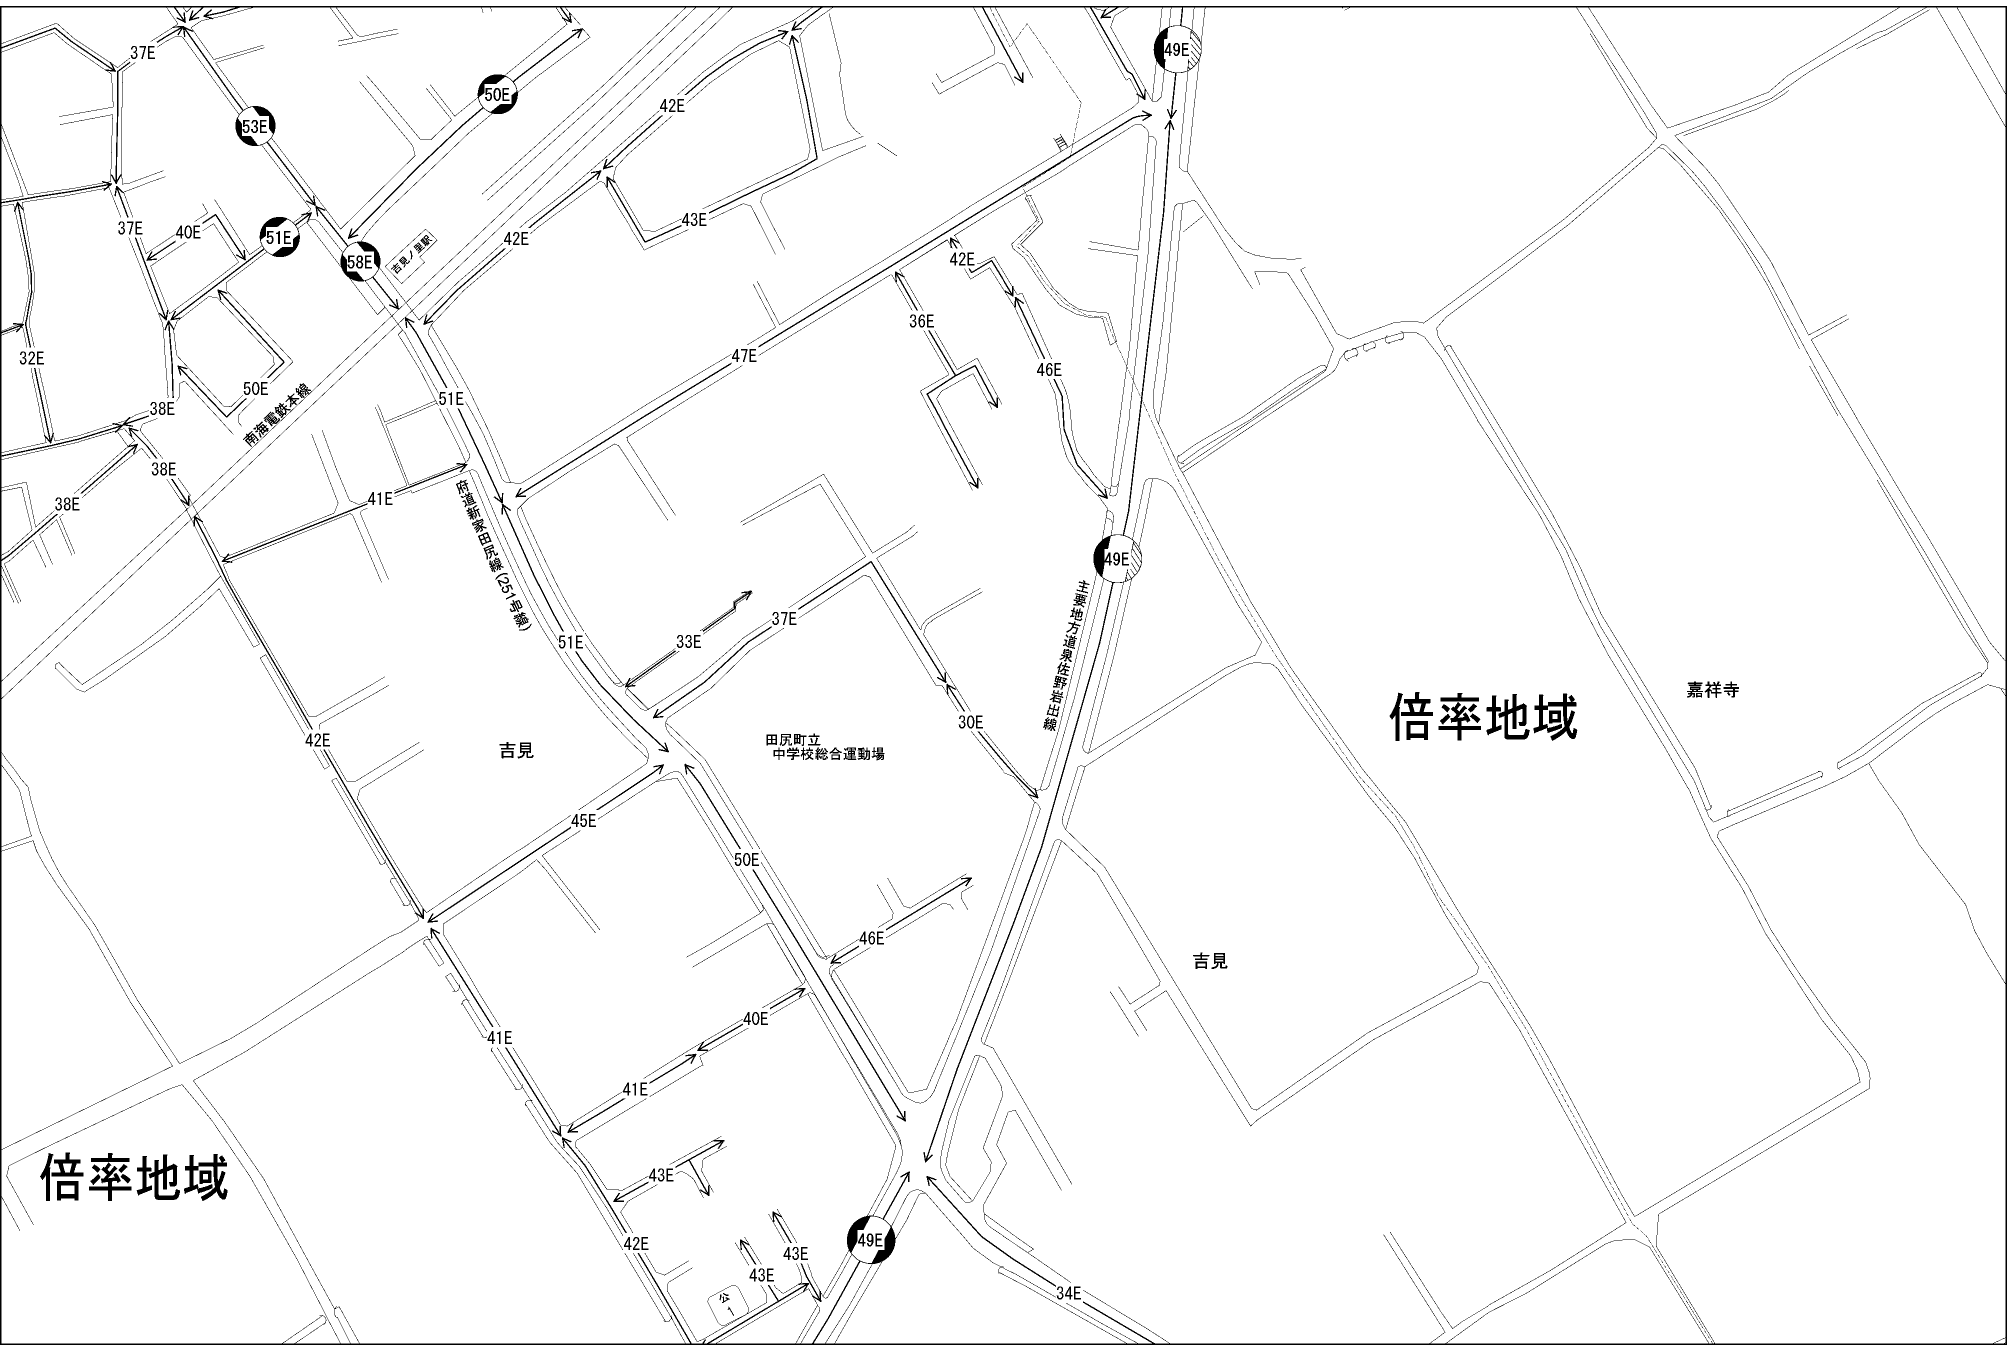 49E
37E
50E
42E
53E
37E
40E
51E
43E
42E
58E
吉見ノ里駅
42E
36E
32E
47E
46E
50E
51E
南海電鉄本線
38E
38E
41E
38E
府道新家田尻線(251号線)
49E
主要地方道泉佐野岩出線
37E
33E
51E
嘉祥寺
倍率地域
30E
42E
吉見
田尻町立
中学校総合運動場
45E
50E
46E
吉見
40E
41E
41E
43E
倍率地域
42E
49E
43E
43E
34E
公
1